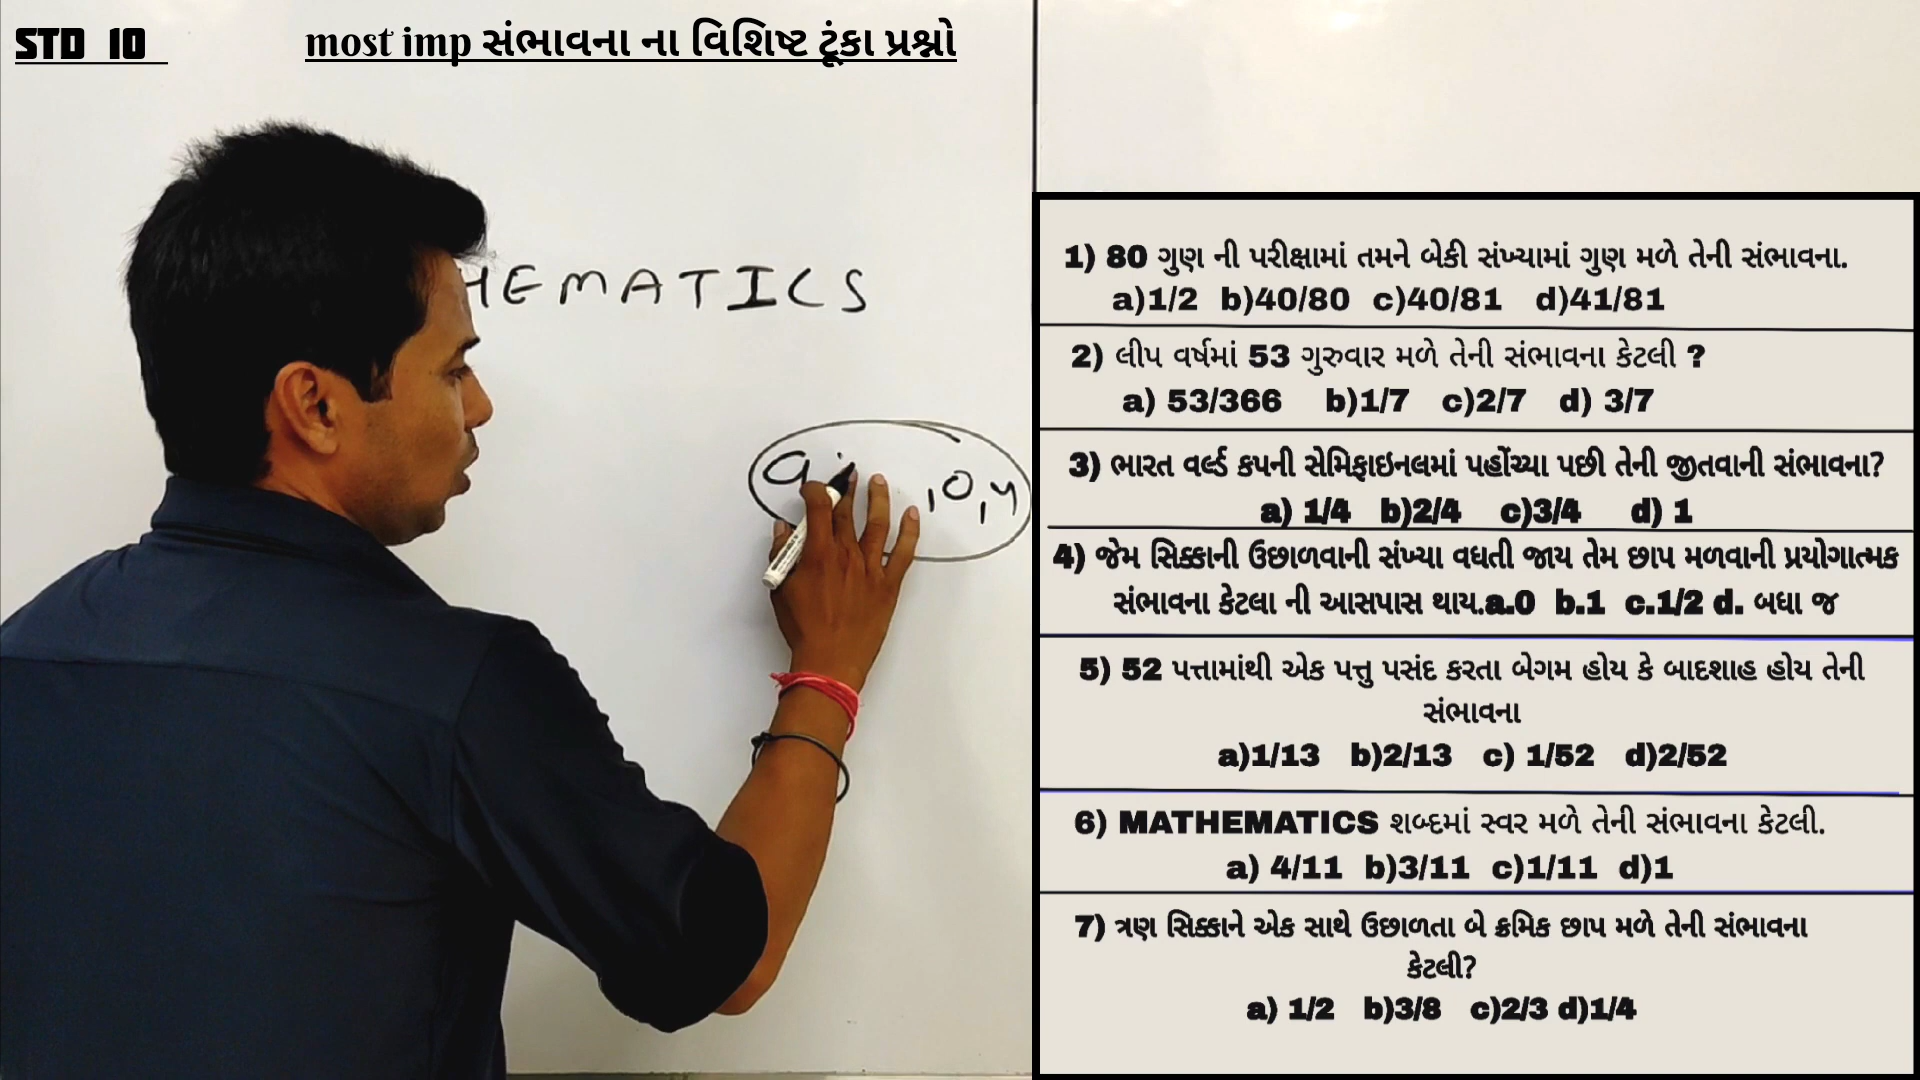 STD 10
most imp સંભાવના ના વિશિષ્ટ ટૂંકા પ્રશ્નો
HEMATICS
a
,0,4
1) 80 ગુણ ની પરીક્ષામાં તમને બેકી સંખ્યામાં ગુણ મળે તેની સંભાવના.
a)1/2 b)40/80 c)40/81 d)41/81
2) લીપ વર્ષમાં 53 ગુરુવાર મળે તેની સંભાવના કેટલી ?
a) 53/366 b)1/7 c)2/7 d) 3/7
3) ભારત વર્લ્ડ કપની સેમિફાઇનલમાં પહોંચ્યા પછી તેની જીતવાની સંભાવના?
a) 1/4 b)2/4 c)3/4 d) 1
4) જેમ સિક્કાની ઉછાળવાની સંખ્યા વધતી જાય તેમ છાપ મળવાની પ્રયોગાત્મક
સંભાવના કેટલા ની આસપાસ થાય.a.0 b.1 c.1/2 d. બધા જ
5) 52 પત્તામાંથી એક પત્તુ પસંદ કરતા બેગમ હોય કે બાદશાહ હોય તેની
સંભાવના
a)1/13 b)2/13 c) 1/52 d)2/52
6) MATHEMATICS શબ્દમાં સ્વર મળે તેની સંભાવના કેટલી.
a) 4/11 b)3/11 c)1/11 d)1
7) ત્રણ સિક્કાને એક સાથે ઉછાળતા બે ક્રમિક છાપ મળે તેની સંભાવના
કેટલી?
a) 1/2 b)3/8 c)2/3 d)1/4